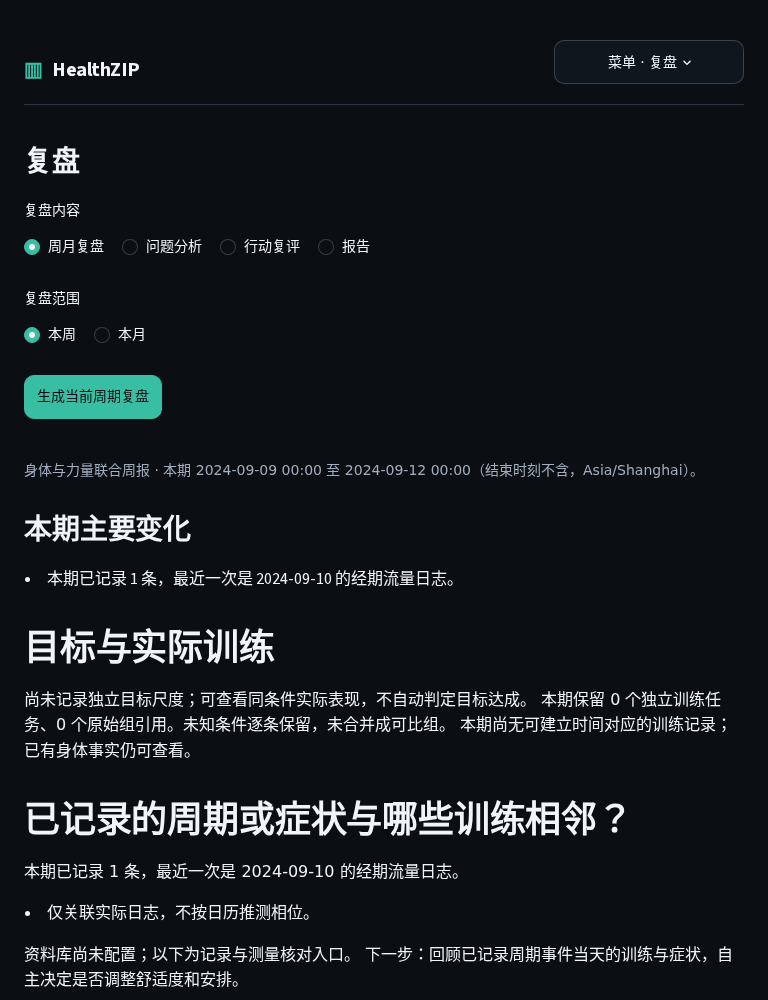 HealthZIP
菜单 · 复盘
复盘
复盘内容
周月复盘 问题分析 行动复评 报告
复盘范围
本周 本月
生成当前周期复盘
身体与力量联合周报 · 本期 2024-09-09 00:00 至 2024-09-12 00:00（结束时刻不含，Asia/Shanghai）。
本期主要变化
• 本期已记录 1 条，最近一次是 2024-09-10 的经期流量日志。
目标与实际训练
尚未记录独立目标尺度；可查看同条件实际表现，不自动判定目标达成。 本期保留 0 个独立训练任
务、0 个原始组引用。未知条件逐条保留，未合并成可比组。 本期尚无可建立时间对应的训练记录；
已有身体事实仍可查看。
已记录的周期或症状与哪些训练相邻？
本期已记录 1 条，最近一次是 2024-09-10 的经期流量日志。
• 仅关联实际日志，不按日历推测相位。
资料库尚未配置；以下为记录与测量核对入口。 下一步：回顾已记录周期事件当天的训练与症状，自
主决定是否调整舒适度和安排。